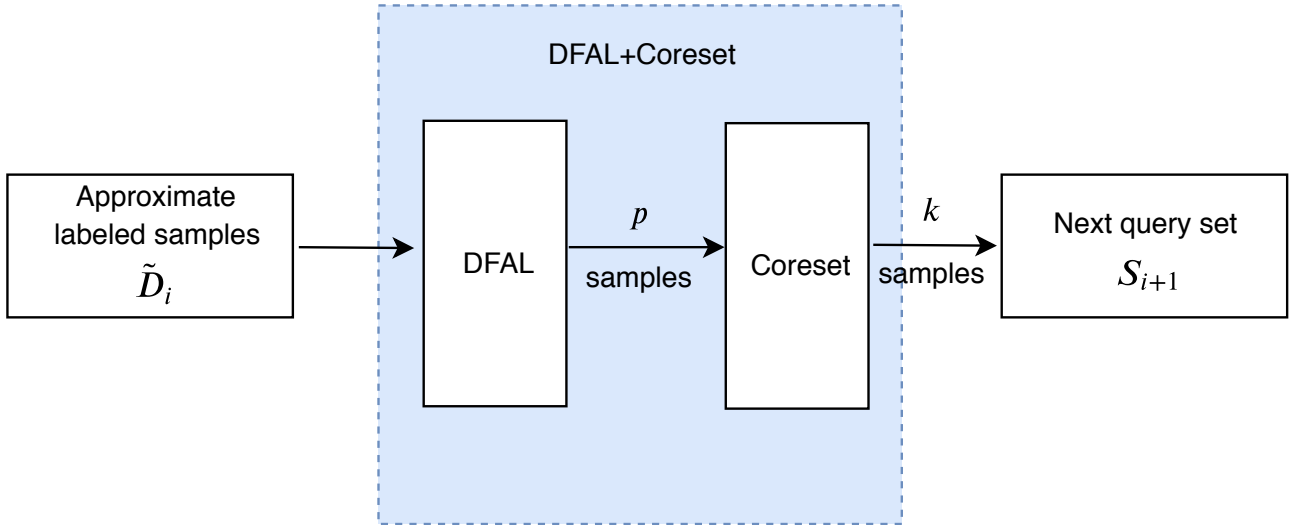 DFAL+Coreset
Approximate
labeled samples
D̃ᵢ
DFAL
p
samples
Coreset
k
samples
Next query set
Sᵢ₊₁